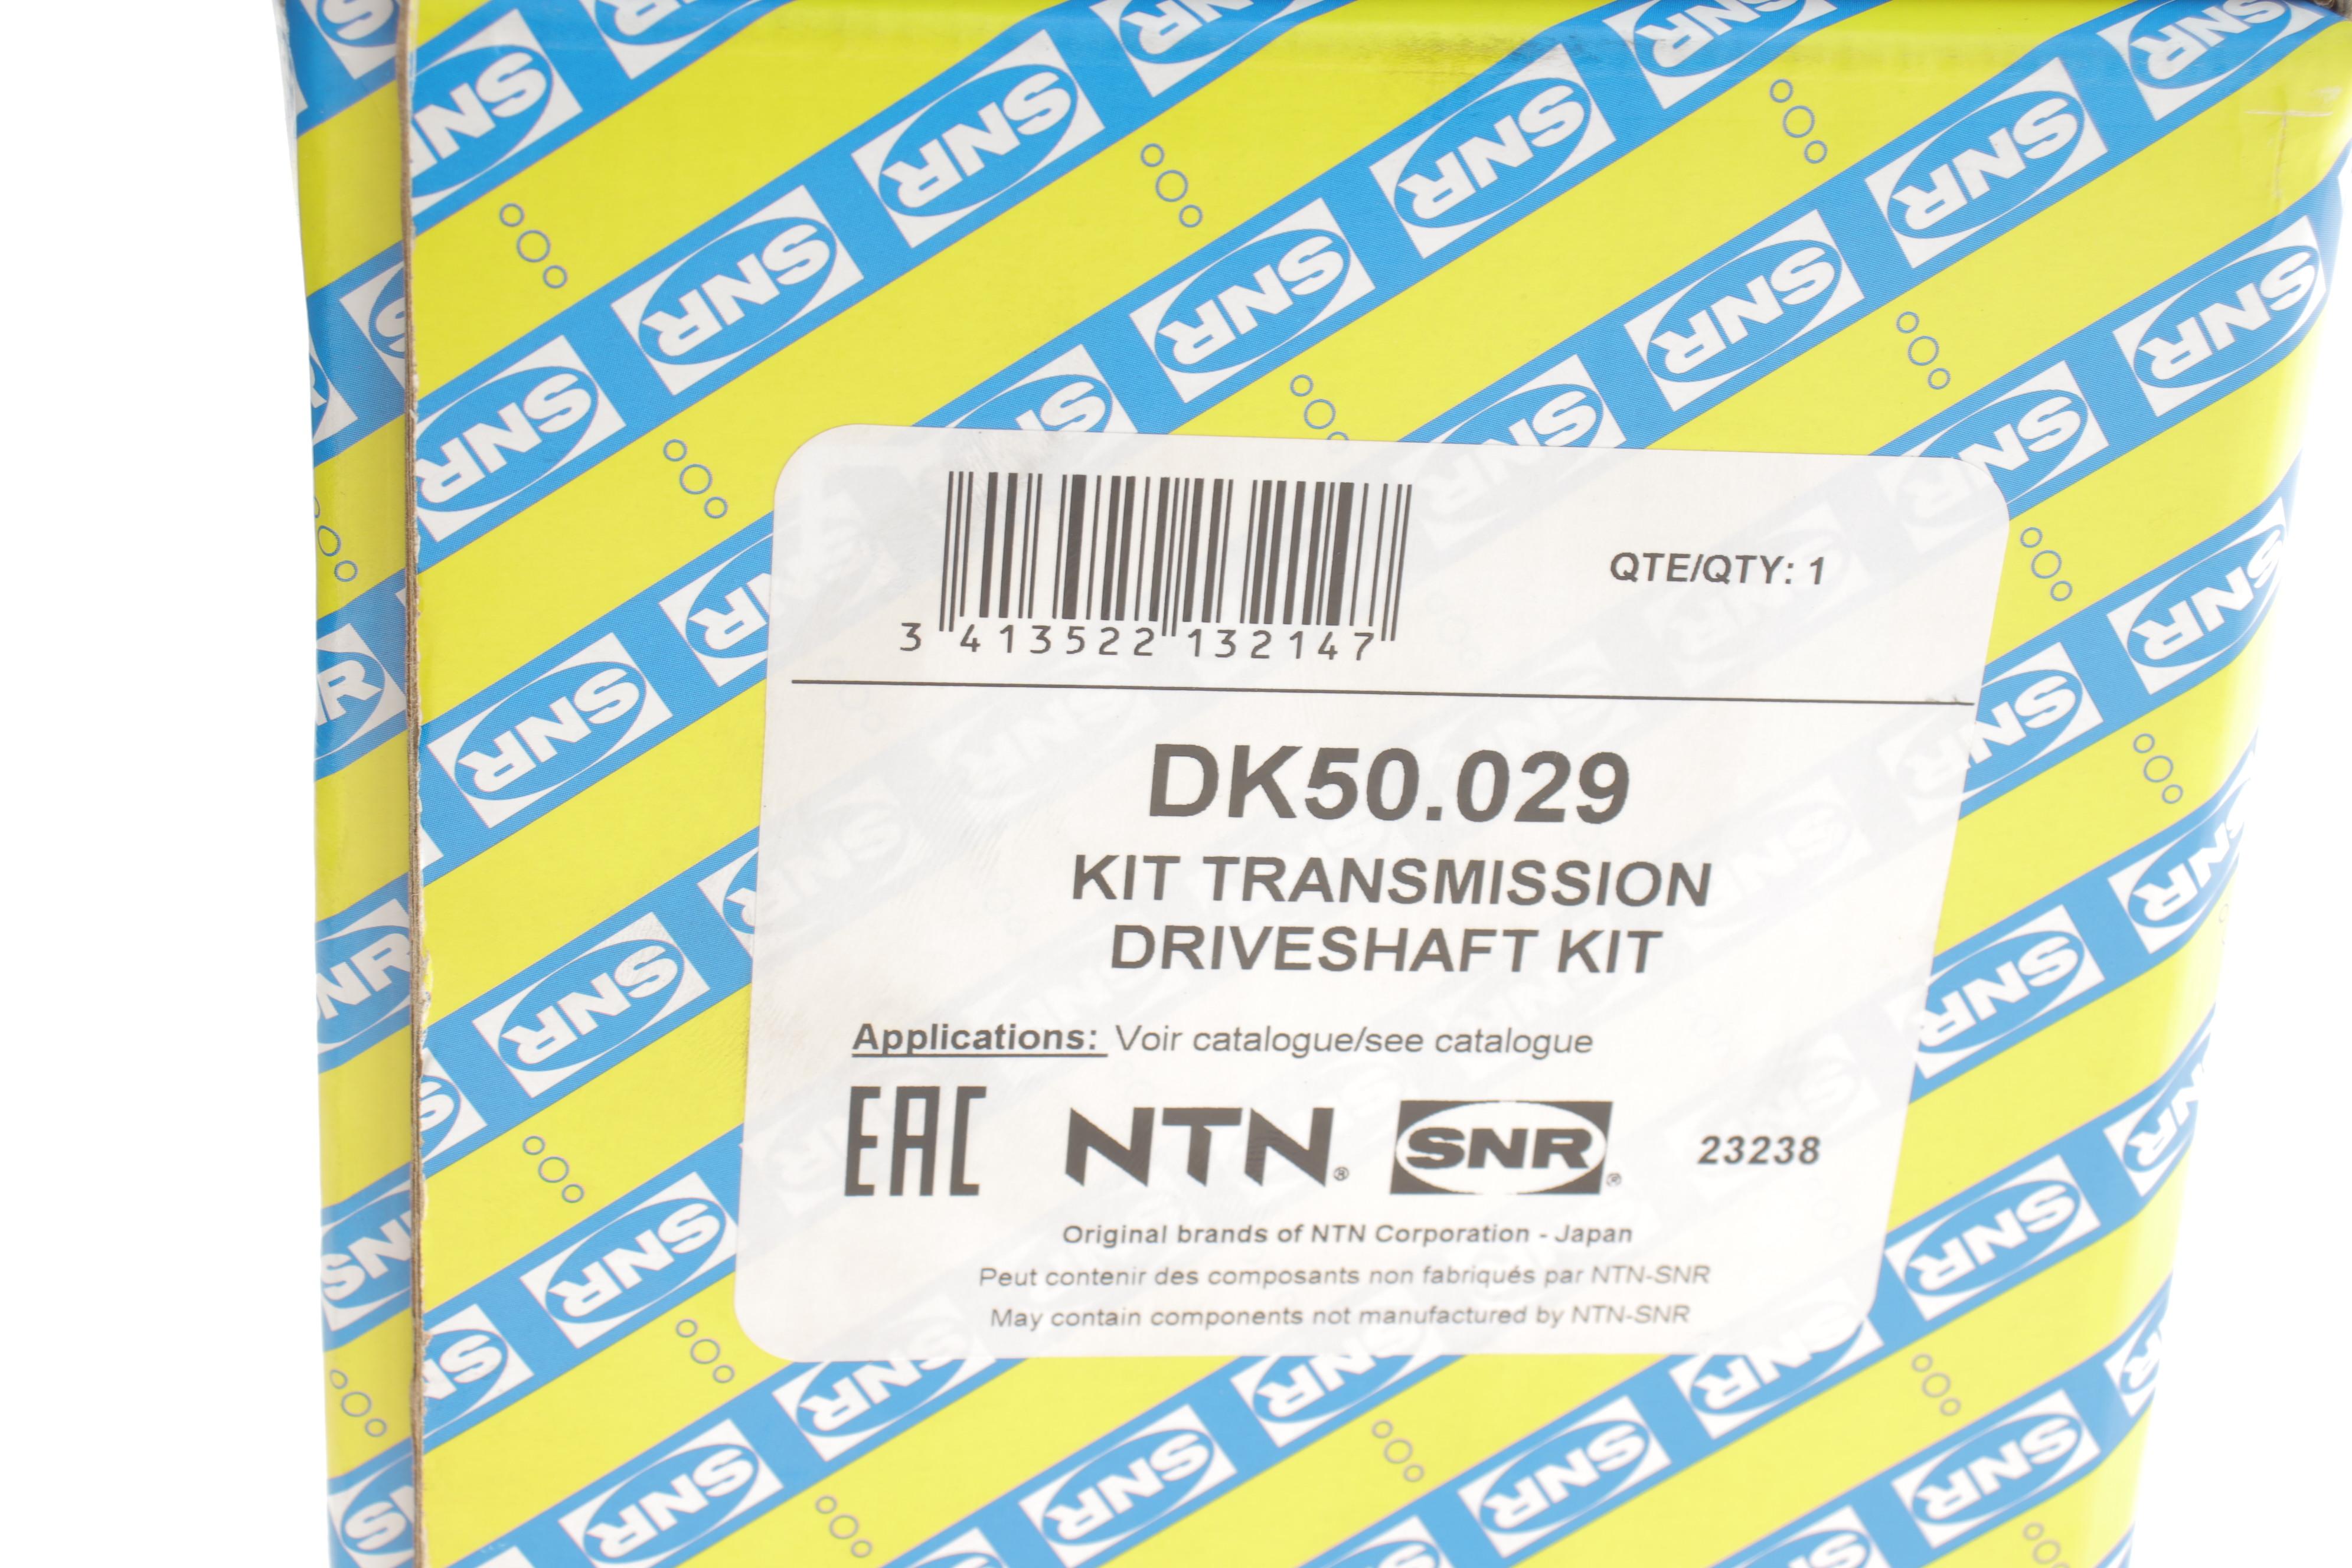 QTE/QTY: 1
3 413522 132147
DK50.029
KIT TRANSMISSION
DRIVESHAFT KIT
Applications: Voir catalogue/see catalogue
EAC NTN® SNR® 23238
Original brands of NTN Corporation - Japan
Peut contenir des composants non fabriqués par NTN-SNR
May contain components not manufactured by NTN-SNR
SNR